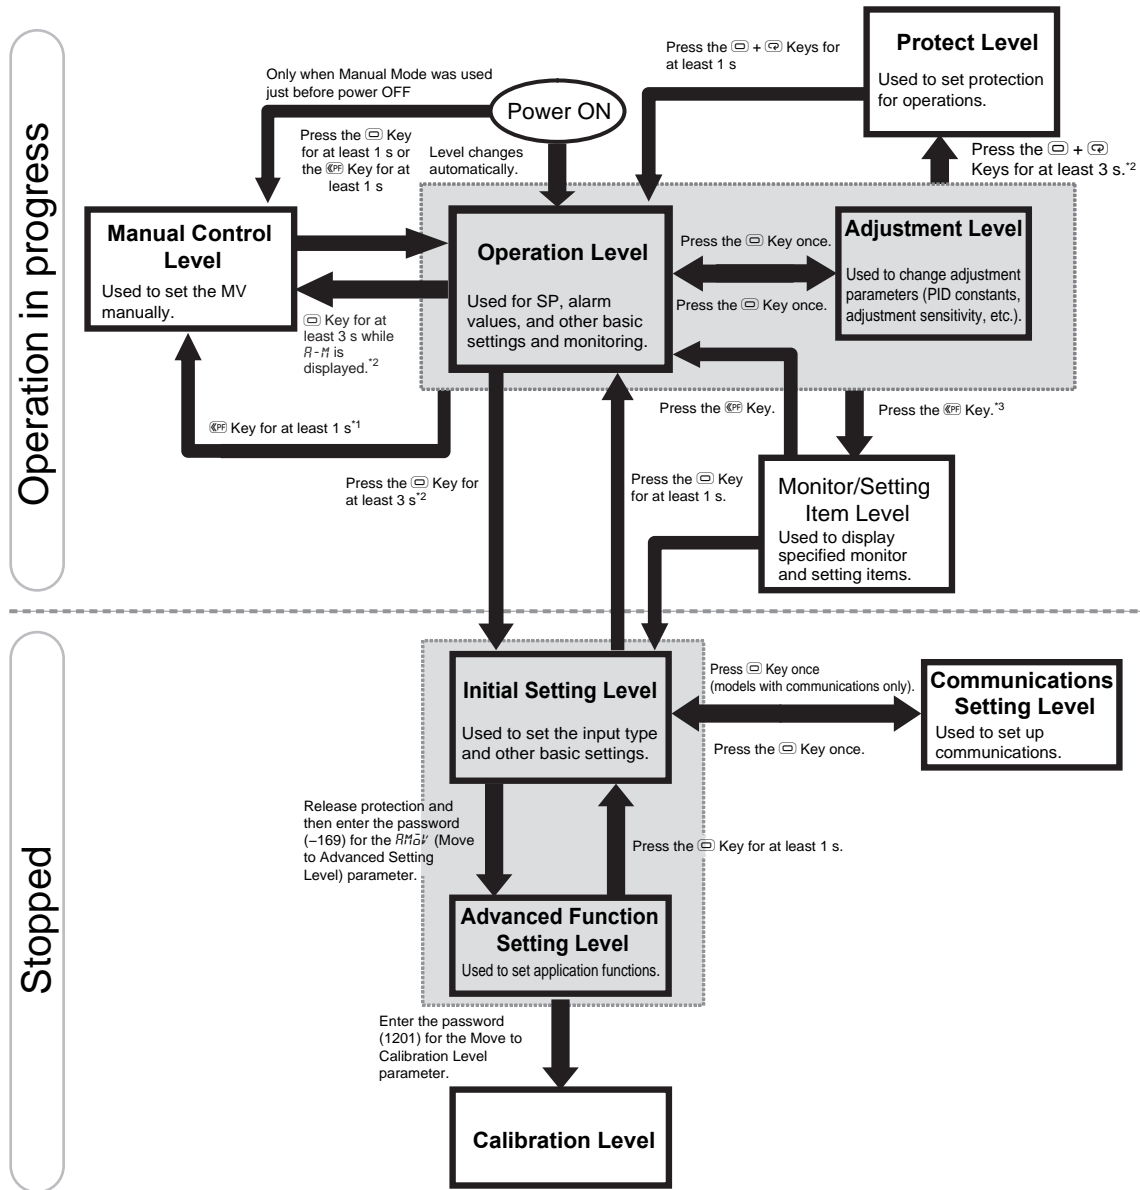 Operation in progress
Only when Manual Mode was used
just before power OFF
Power ON
Press the Key
for at least 1 s or
the PF Key for at
least 1 s
Level changes
automatically.
Press the + Keys for
at least 1 s
Protect Level
Used to set protection
for operations.
Press the +
Keys for at least 3 s.*2
Manual Control
Level
Used to set the MV
manually.
Operation Level
Used for SP, alarm
values, and other basic
settings and monitoring.
Press the Key once.
Press the Key once.
Adjustment Level
Used to change adjustment
parameters (PID constants,
adjustment sensitivity, etc.).
Key for at
least 3 s while
A-M is
displayed.*2
PF Key for at least 1 s*1
Press the PF Key.
Press the PF Key.*3
Press the Key for
at least 3 s*2
Press the Key
for at least 1 s.
Monitor/Setting
Item Level
Used to display
specified monitor
and setting items.
Stopped
Initial Setting Level
Used to set the input type
and other basic settings.
Press Key once
(models with communications only).
Press the Key once.
Communications
Setting Level
Used to set up
communications.
Release protection and
then enter the password
(–169) for the AMoV (Move
to Advanced Setting
Level) parameter.
Press the Key for at least 1 s.
Advanced Function
Setting Level
Used to set application functions.
Enter the password
(1201) for the Move to
Calibration Level
parameter.
Calibration Level